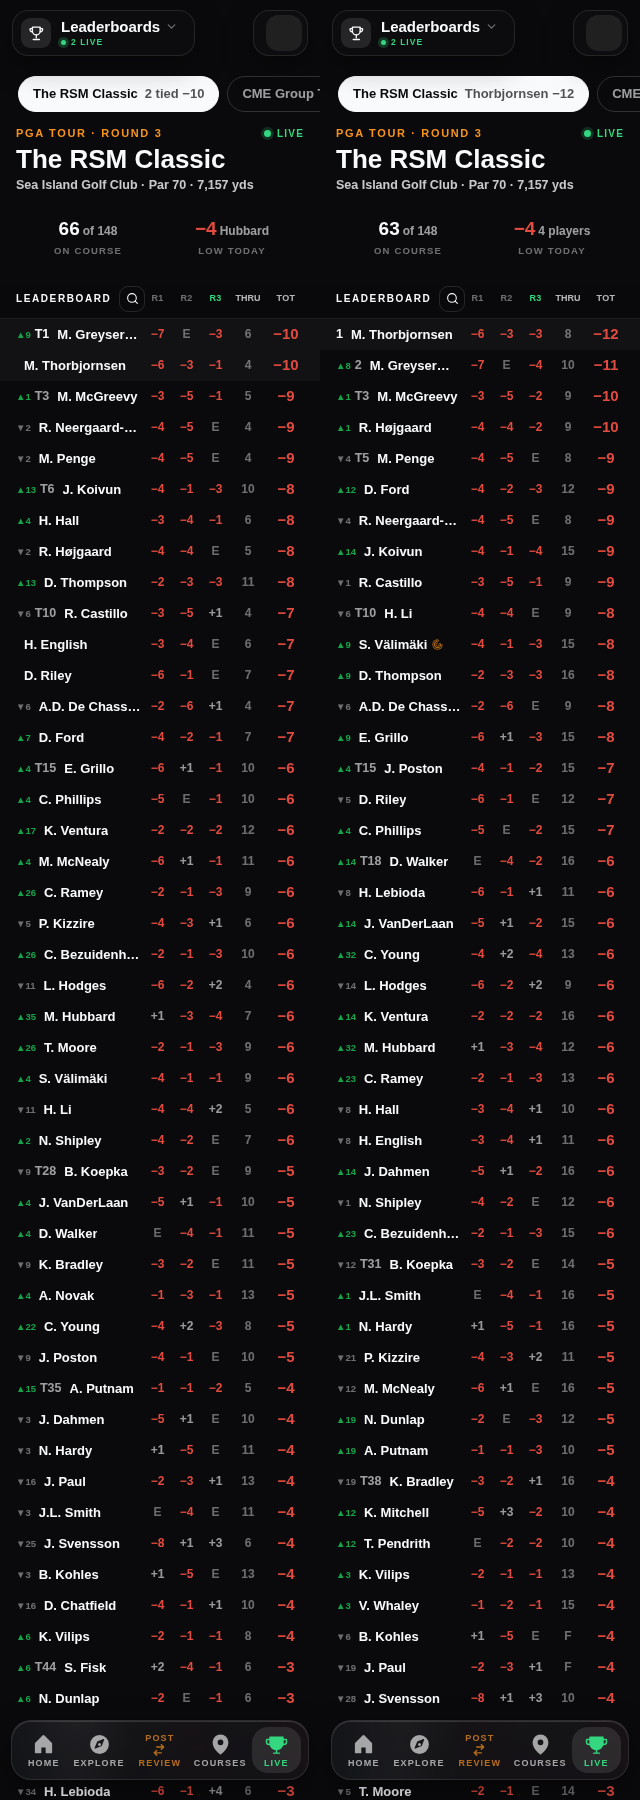 Leaderboards
2 LIVE
The RSM Classic 2 tied −10
CME Group
PGA TOUR · ROUND 3
LIVE
The RSM Classic
Sea Island Golf Club · Par 70 · 7,157 yds
66 of 148
ON COURSE
−4 Hubbard
LOW TODAY
LEADERBOARD R1 R2 R3 THRU TOT
▲9 T1 M. Greyser… −7 E −3 6 −10
M. Thorbjornsen −6 −3 −1 4 −10
▲1 T3 M. McGreevy −3 −5 −1 5 −9
▼2 R. Neergaard-… −4 −5 E 4 −9
▼2 M. Penge −4 −5 E 4 −9
▲13 T6 J. Koivun −4 −1 −3 10 −8
▲4 H. Hall −3 −4 −1 6 −8
▼2 R. Højgaard −4 −4 E 5 −8
▲13 D. Thompson −2 −3 −3 11 −8
▼6 T10 R. Castillo −3 −5 +1 4 −7
H. English −3 −4 E 6 −7
D. Riley −6 −1 E 7 −7
▼6 A.D. De Chass… −2 −6 +1 4 −7
▲7 D. Ford −4 −2 −1 7 −7
▲4 T15 E. Grillo −6 +1 −1 10 −6
▲4 C. Phillips −5 E −1 10 −6
▲17 K. Ventura −2 −2 −2 12 −6
▲4 M. McNealy −6 +1 −1 11 −6
▲26 C. Ramey −2 −1 −3 9 −6
▼5 P. Kizzire −4 −3 +1 6 −6
▲26 C. Bezuidenh… −2 −1 −3 10 −6
▼11 L. Hodges −6 −2 +2 4 −6
▲35 M. Hubbard +1 −3 −4 7 −6
▲26 T. Moore −2 −1 −3 9 −6
▲4 S. Välimäki −4 −1 −1 9 −6
▼11 H. Li −4 −4 +2 5 −6
▲2 N. Shipley −4 −2 E 7 −6
▼9 T28 B. Koepka −3 −2 E 9 −5
▲4 J. VanDerLaan −5 +1 −1 10 −5
▲4 D. Walker E −4 −1 11 −5
▼9 K. Bradley −3 −2 E 11 −5
▲4 A. Novak −1 −3 −1 13 −5
▲22 C. Young −4 +2 −3 8 −5
▼9 J. Poston −4 −1 E 10 −5
▲15 T35 A. Putnam −1 −1 −2 5 −4
▼3 J. Dahmen −5 +1 E 10 −4
▼3 N. Hardy +1 −5 E 11 −4
▼16 J. Paul −2 −3 +1 13 −4
▼3 J.L. Smith E −4 E 11 −4
▼25 J. Svensson −8 +1 +3 6 −4
▼3 B. Kohles +1 −5 E 13 −4
▼16 D. Chatfield −4 −1 +1 10 −4
▲6 K. Vilips −2 −1 −1 8 −4
▲6 T44 S. Fisk +2 −4 −1 6 −3
▲6 N. Dunlap −2 E −1 6 −3
HOME EXPLORE POST REVIEW COURSES LIVE
▼34 H. Lebioda −6 −1 +4 6 −3
Leaderboards
2 LIVE
The RSM Classic Thorbjornsen −12
CME
PGA TOUR · ROUND 3
LIVE
The RSM Classic
Sea Island Golf Club · Par 70 · 7,157 yds
63 of 148
ON COURSE
−4 4 players
LOW TODAY
LEADERBOARD R1 R2 R3 THRU TOT
1 M. Thorbjornsen −6 −3 −3 8 −12
▲8 2 M. Greyser… −7 E −4 10 −11
▲1 T3 M. McGreevy −3 −5 −2 9 −10
▲1 R. Højgaard −4 −4 −2 9 −10
▼4 T5 M. Penge −4 −5 E 8 −9
▲12 D. Ford −4 −2 −3 12 −9
▼4 R. Neergaard-… −4 −5 E 8 −9
▲14 J. Koivun −4 −1 −4 15 −9
▼1 R. Castillo −3 −5 −1 9 −9
▼6 T10 H. Li −4 −4 E 9 −8
▲9 S. Välimäki −4 −1 −3 15 −8
▲9 D. Thompson −2 −3 −3 16 −8
▼6 A.D. De Chass… −2 −6 E 9 −8
▲9 E. Grillo −6 +1 −3 15 −8
▲4 T15 J. Poston −4 −1 −2 15 −7
▼5 D. Riley −6 −1 E 12 −7
▲4 C. Phillips −5 E −2 15 −7
▲14 T18 D. Walker E −4 −2 16 −6
▼8 H. Lebioda −6 −1 +1 11 −6
▲14 J. VanDerLaan −5 +1 −2 15 −6
▲32 C. Young −4 +2 −4 13 −6
▼14 L. Hodges −6 −2 +2 9 −6
▲14 K. Ventura −2 −2 −2 16 −6
▲32 M. Hubbard +1 −3 −4 12 −6
▲23 C. Ramey −2 −1 −3 13 −6
▼8 H. Hall −3 −4 +1 10 −6
▼8 H. English −3 −4 +1 11 −6
▲14 J. Dahmen −5 +1 −2 16 −6
▼1 N. Shipley −4 −2 E 12 −6
▲23 C. Bezuidenh… −2 −1 −3 15 −6
▼12 T31 B. Koepka −3 −2 E 14 −5
▲1 J.L. Smith E −4 −1 16 −5
▲1 N. Hardy +1 −5 −1 16 −5
▼21 P. Kizzire −4 −3 +2 11 −5
▼12 M. McNealy −6 +1 E 16 −5
▲19 N. Dunlap −2 E −3 12 −5
▲19 A. Putnam −1 −1 −3 10 −5
▼19 T38 K. Bradley −3 −2 +1 16 −4
▲12 K. Mitchell −5 +3 −2 10 −4
▲12 T. Pendrith E −2 −2 10 −4
▲3 K. Vilips −2 −1 −1 13 −4
▲3 V. Whaley −1 −2 −1 15 −4
▼6 B. Kohles +1 −5 E F −4
▼19 J. Paul −2 −3 +1 F −4
▼28 J. Svensson −8 +1 +3 10 −4
HOME EXPLORE POST REVIEW COURSES LIVE
▼5 T. Moore −2 −1 E 14 −3